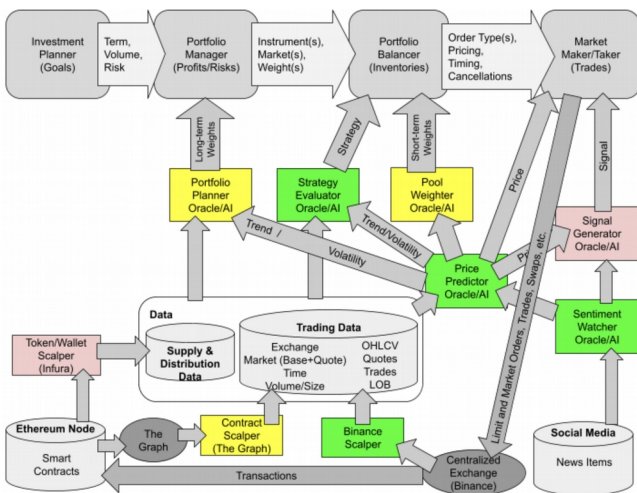 Investment
Planner
(Goals)
Term,
Volume,
Risk
Portfolio
Manager
(Profits/Risks)
Instrument(s),
Market(s),
Weight(s)
Portfolio
Balancer
(Inventories)
Order Type(s),
Pricing,
Timing,
Cancellations
Market
Maker/Taker
(Trades)
Long-term
Weights
Strategy
Short-term
Weights
Price
Signal
Portfolio
Planner
Oracle/AI
Strategy
Evaluator
Oracle/AI
Pool
Weighter
Oracle/AI
Signal
Generator
Oracle/AI
Trend /
Volatility
Trend/Volatility
Price
Predictor
Oracle/AI
Limit and Market Orders, Trades, Swaps, etc.
Sentiment
Watcher
Oracle/AI
Data
Supply &
Distribution
Data
Trading Data
Exchange
Market (Base+Quote)
Time
Volume/Size
OHLCV
Quotes
Trades
LOB
Token/Wallet
Scalper
(Infura)
Ethereum Node
Smart
Contracts
The
Graph
Contract
Scalper
(The Graph)
Binance
Scalper
Centralized
Exchange
(Binance)
Social Media
News Items
Transactions